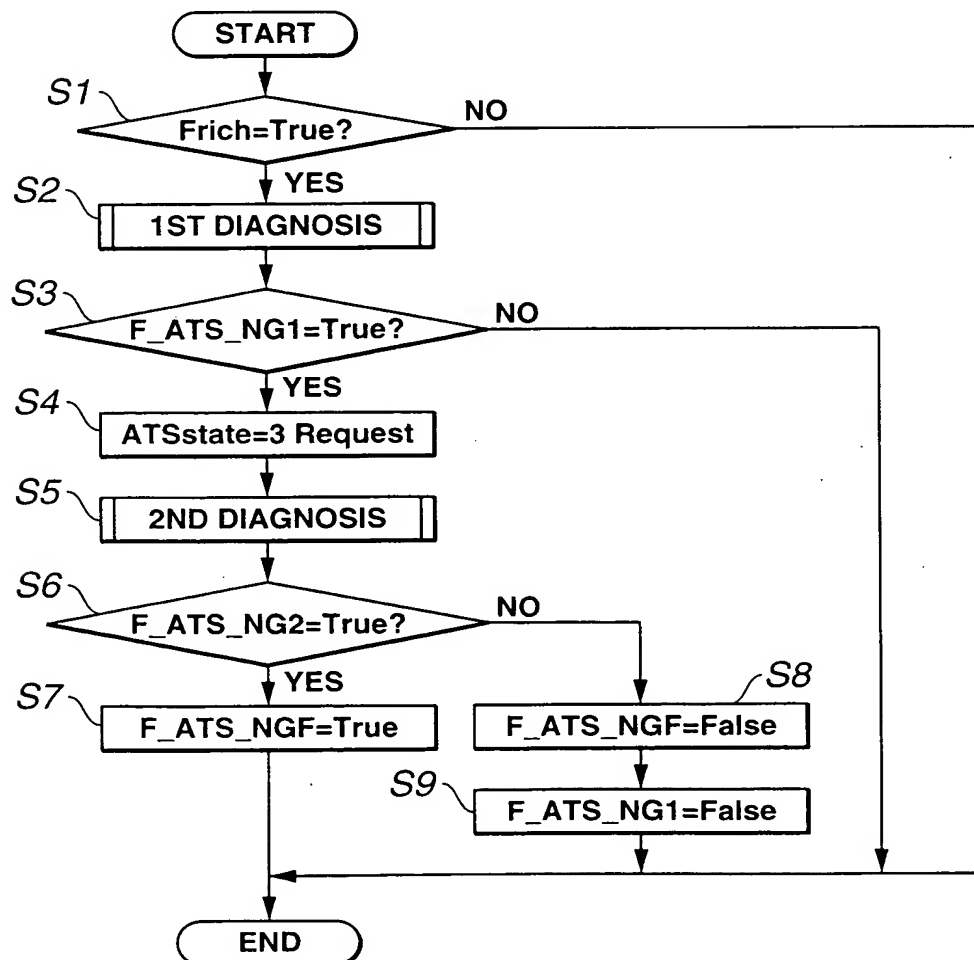 START
S1
Frich=True?
NO
YES
S2
1ST DIAGNOSIS
S3
F_ATS_NG1=True?
NO
YES
S4
ATSstate=3 Request
S5
2ND DIAGNOSIS
S6
F_ATS_NG2=True?
NO
YES
S7
F_ATS_NGF=True
S8
F_ATS_NGF=False
S9
F_ATS_NG1=False
END